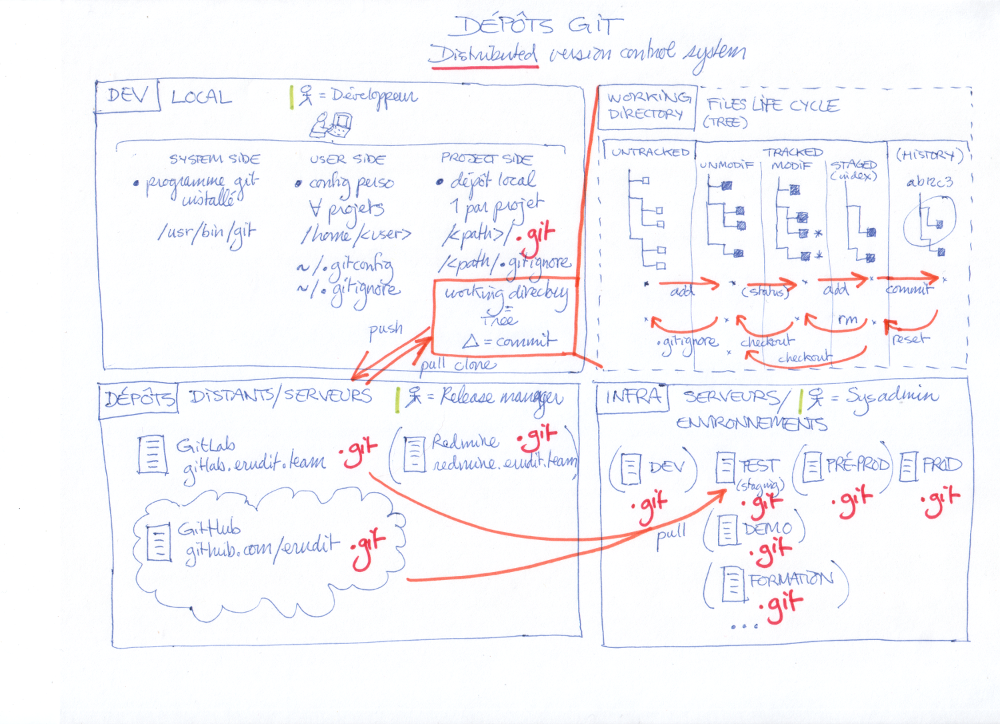 DÉPÔTS GIT
Distributed version control system
DEV LOCAL = Développeur
SYSTEM SIDE
• programme git
installé
/usr/bin/git
USER SIDE
• config perso
∀ projets
/home/<user>
~/.gitconfig
~/.gitignore
PROJECT SIDE
• dépôt local
1 par projet
/<path>/.git
/<path/.gitignore
working directory
=
Tree
△ = commit
push
pull clone
WORKING
DIRECTORY
FILES LIFE CYCLE
(TREE)
UNTRACKED
UNMODIF
TRACKED
MODIF
STAGED
(index)
(HISTORY)
ab12c3
add
(status)
add
commit
.gitignore
checkout
rm
reset
checkout
DÉPÔTS DISTANTS/SERVEURS = Release manager
GitLab
gitlab.erudit.team .git
(Redmine .git
redmine.erudit.team)
GitHub
github.com/erudit .git
pull
INFRA SERVEURS/ = Sysadmin
ENVIRONNEMENTS
(DEV)
.git
TEST
(staging)
.git
(PRÉ-PROD)
.git
PROD
.git
(DEMO)
.git
(FORMATION)
.git
...